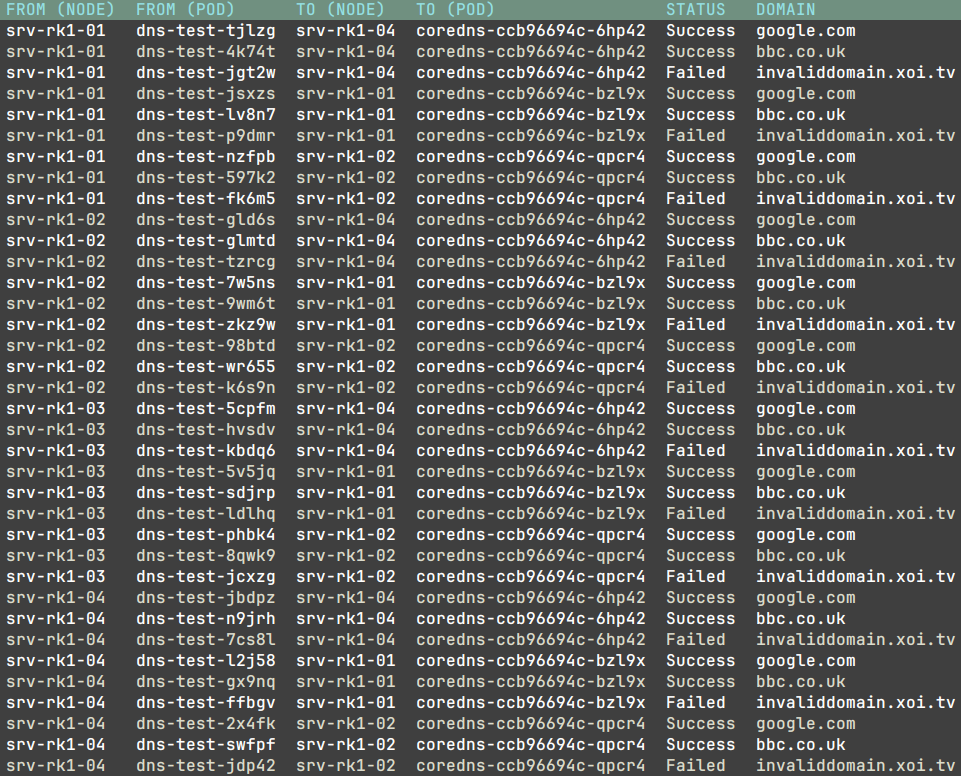 FROM (NODE) FROM (POD) TO (NODE) TO (POD) STATUS DOMAIN
srv-rk1-01 dns-test-tjlzg srv-rk1-04 coredns-ccb96694c-6hp42 Success google.com
srv-rk1-01 dns-test-4k74t srv-rk1-04 coredns-ccb96694c-6hp42 Success bbc.co.uk
srv-rk1-01 dns-test-jgt2w srv-rk1-04 coredns-ccb96694c-6hp42 Failed invaliddomain.xoi.tv
srv-rk1-01 dns-test-jsxzs srv-rk1-01 coredns-ccb96694c-bzl9x Success google.com
srv-rk1-01 dns-test-lv8n7 srv-rk1-01 coredns-ccb96694c-bzl9x Success bbc.co.uk
srv-rk1-01 dns-test-p9dmr srv-rk1-01 coredns-ccb96694c-bzl9x Failed invaliddomain.xoi.tv
srv-rk1-01 dns-test-nzfpb srv-rk1-02 coredns-ccb96694c-qpcr4 Success google.com
srv-rk1-01 dns-test-597k2 srv-rk1-02 coredns-ccb96694c-qpcr4 Success bbc.co.uk
srv-rk1-01 dns-test-fk6m5 srv-rk1-02 coredns-ccb96694c-qpcr4 Failed invaliddomain.xoi.tv
srv-rk1-02 dns-test-gld6s srv-rk1-04 coredns-ccb96694c-6hp42 Success google.com
srv-rk1-02 dns-test-glmtd srv-rk1-04 coredns-ccb96694c-6hp42 Success bbc.co.uk
srv-rk1-02 dns-test-tzrcg srv-rk1-04 coredns-ccb96694c-6hp42 Failed invaliddomain.xoi.tv
srv-rk1-02 dns-test-7w5ns srv-rk1-01 coredns-ccb96694c-bzl9x Success google.com
srv-rk1-02 dns-test-9wm6t srv-rk1-01 coredns-ccb96694c-bzl9x Success bbc.co.uk
srv-rk1-02 dns-test-zkz9w srv-rk1-01 coredns-ccb96694c-bzl9x Failed invaliddomain.xoi.tv
srv-rk1-02 dns-test-98btd srv-rk1-02 coredns-ccb96694c-qpcr4 Success google.com
srv-rk1-02 dns-test-wr655 srv-rk1-02 coredns-ccb96694c-qpcr4 Success bbc.co.uk
srv-rk1-02 dns-test-k6s9n srv-rk1-02 coredns-ccb96694c-qpcr4 Failed invaliddomain.xoi.tv
srv-rk1-03 dns-test-5cpfm srv-rk1-04 coredns-ccb96694c-6hp42 Success google.com
srv-rk1-03 dns-test-hvsdv srv-rk1-04 coredns-ccb96694c-6hp42 Success bbc.co.uk
srv-rk1-03 dns-test-kbdq6 srv-rk1-04 coredns-ccb96694c-6hp42 Failed invaliddomain.xoi.tv
srv-rk1-03 dns-test-5v5jq srv-rk1-01 coredns-ccb96694c-bzl9x Success google.com
srv-rk1-03 dns-test-sdjrp srv-rk1-01 coredns-ccb96694c-bzl9x Success bbc.co.uk
srv-rk1-03 dns-test-ldlhq srv-rk1-01 coredns-ccb96694c-bzl9x Failed invaliddomain.xoi.tv
srv-rk1-03 dns-test-phbk4 srv-rk1-02 coredns-ccb96694c-qpcr4 Success google.com
srv-rk1-03 dns-test-8qwk9 srv-rk1-02 coredns-ccb96694c-qpcr4 Success bbc.co.uk
srv-rk1-03 dns-test-jcxzg srv-rk1-02 coredns-ccb96694c-qpcr4 Failed invaliddomain.xoi.tv
srv-rk1-04 dns-test-jbdpz srv-rk1-04 coredns-ccb96694c-6hp42 Success google.com
srv-rk1-04 dns-test-n9jrh srv-rk1-04 coredns-ccb96694c-6hp42 Success bbc.co.uk
srv-rk1-04 dns-test-7cs8l srv-rk1-04 coredns-ccb96694c-6hp42 Failed invaliddomain.xoi.tv
srv-rk1-04 dns-test-l2j58 srv-rk1-01 coredns-ccb96694c-bzl9x Success google.com
srv-rk1-04 dns-test-gx9nq srv-rk1-01 coredns-ccb96694c-bzl9x Success bbc.co.uk
srv-rk1-04 dns-test-ffbgv srv-rk1-01 coredns-ccb96694c-bzl9x Failed invaliddomain.xoi.tv
srv-rk1-04 dns-test-2x4fk srv-rk1-02 coredns-ccb96694c-qpcr4 Success google.com
srv-rk1-04 dns-test-swfpf srv-rk1-02 coredns-ccb96694c-qpcr4 Success bbc.co.uk
srv-rk1-04 dns-test-jdp42 srv-rk1-02 coredns-ccb96694c-qpcr4 Failed invaliddomain.xoi.tv